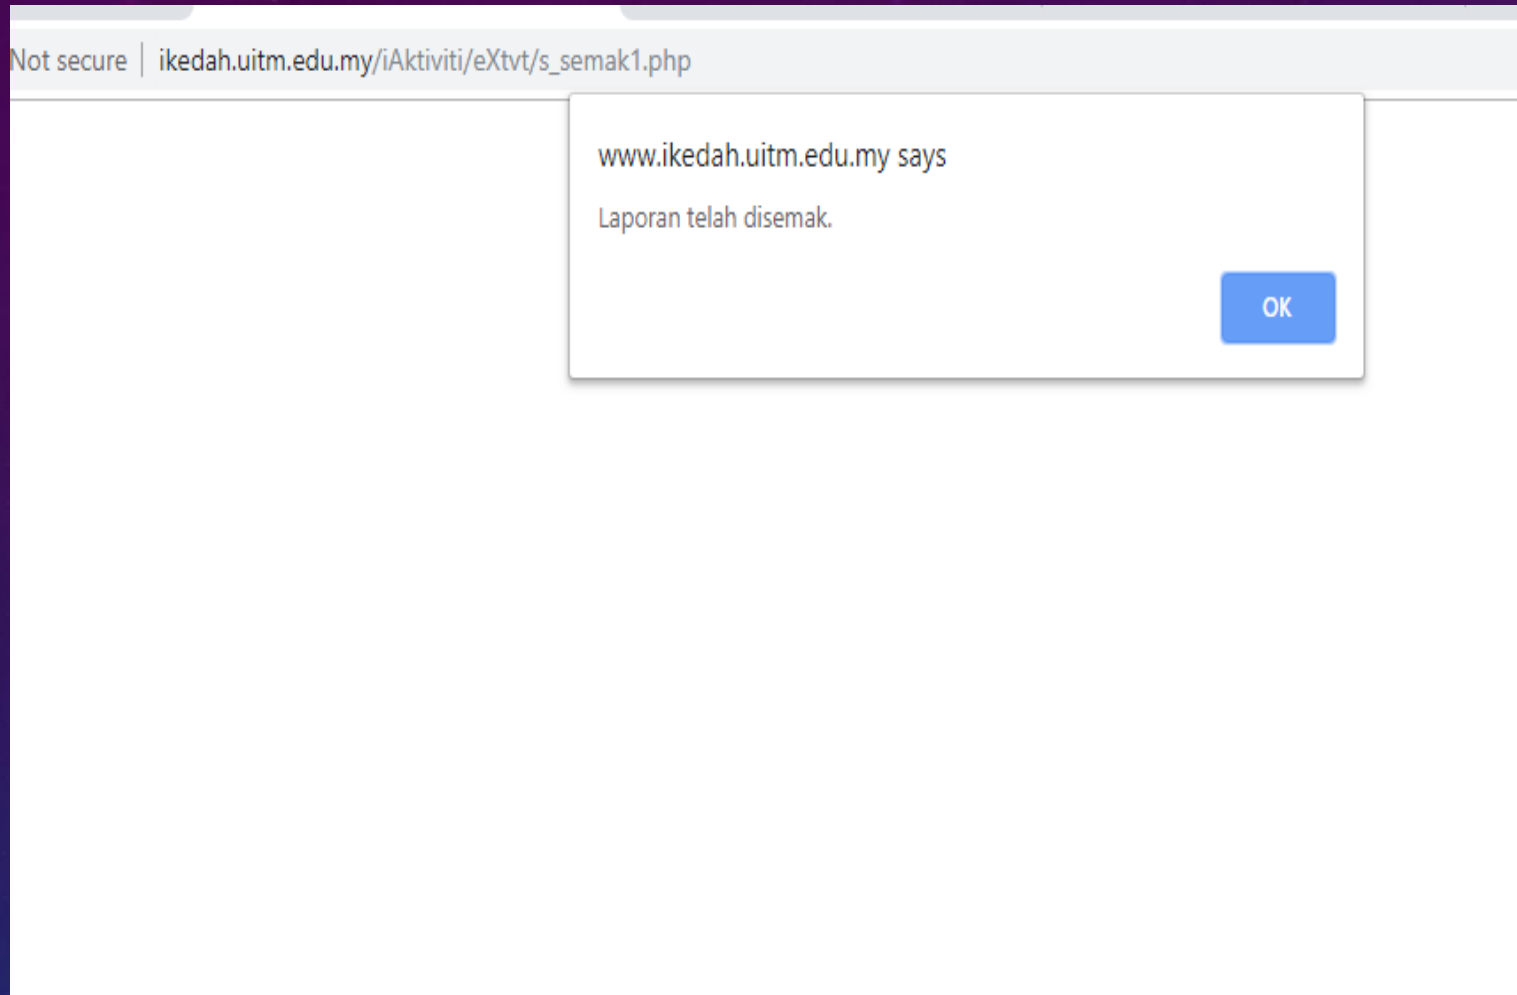 Not secure | ikedah.uitm.edu.my/iAktiviti/eXtvt/s_semak1.php
www.ikedah.uitm.edu.my says
Laporan telah disemak.
OK